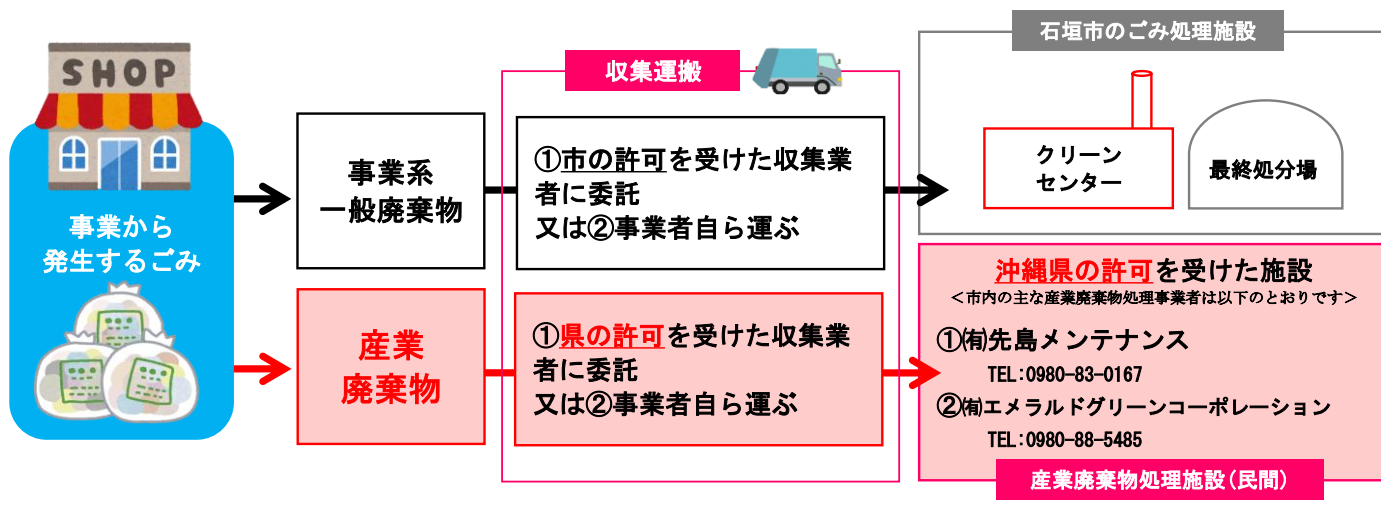 SHOP
事業から
発生するごみ
事業系
一般廃棄物
産業
廃棄物
収集運搬
①市の許可を受けた収集業
者に委託
又は②事業者自ら運ぶ
①県の許可を受けた収集業
者に委託
又は②事業者自ら運ぶ
石垣市のごみ処理施設
クリーン
センター
最終処分場
沖縄県の許可を受けた施設
<市内の主な産業廃棄物処理事業者は以下のとおりです>
①㈲先島メンテナンス
TEL:0980-83-0167
②㈲エメラルドグリーンコーポレーション
TEL:0980-88-5485
産業廃棄物処理施設(民間)